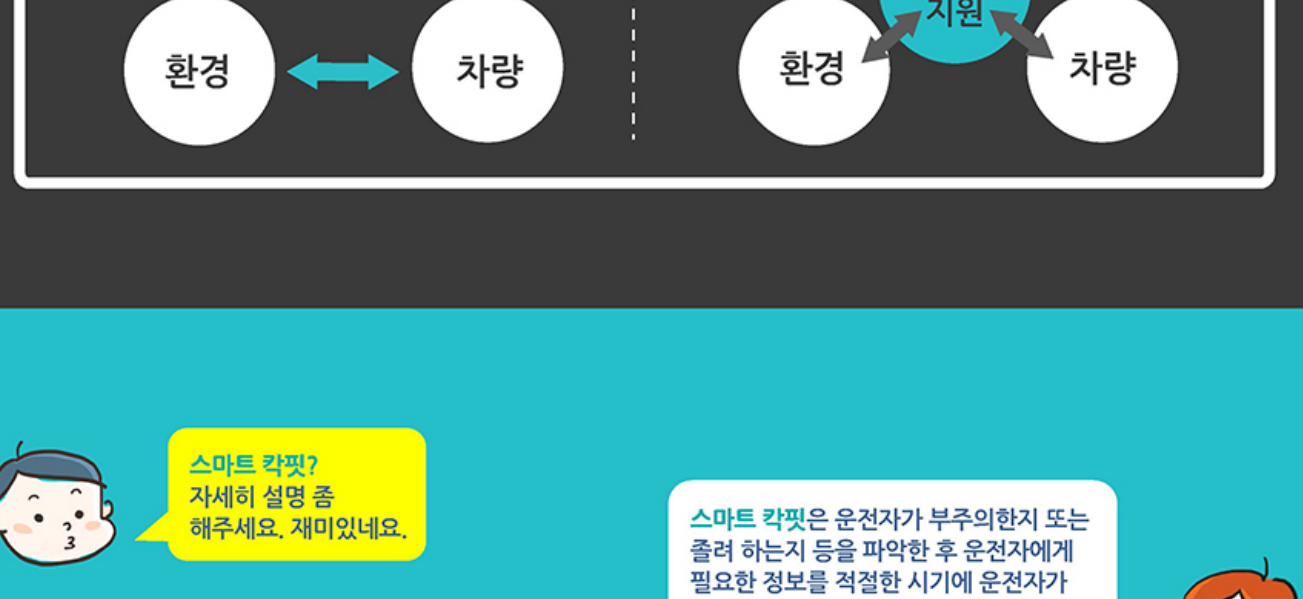 지원
환경
차량
환경
차량
스마트 칵핏?
자세히 설명 좀
해주세요. 재미있네요.
스마트 칵핏은 운전자가 부주의한지 또는
졸려 하는지 등을 파악한 후 운전자에게
필요한 정보를 적절한 시기에 운전자가